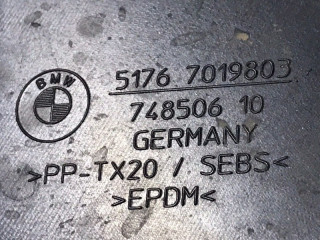 BMW
5176 7019803
748506 10
GERMANY
>PP-TX20 / SEBS<
>EPDM<